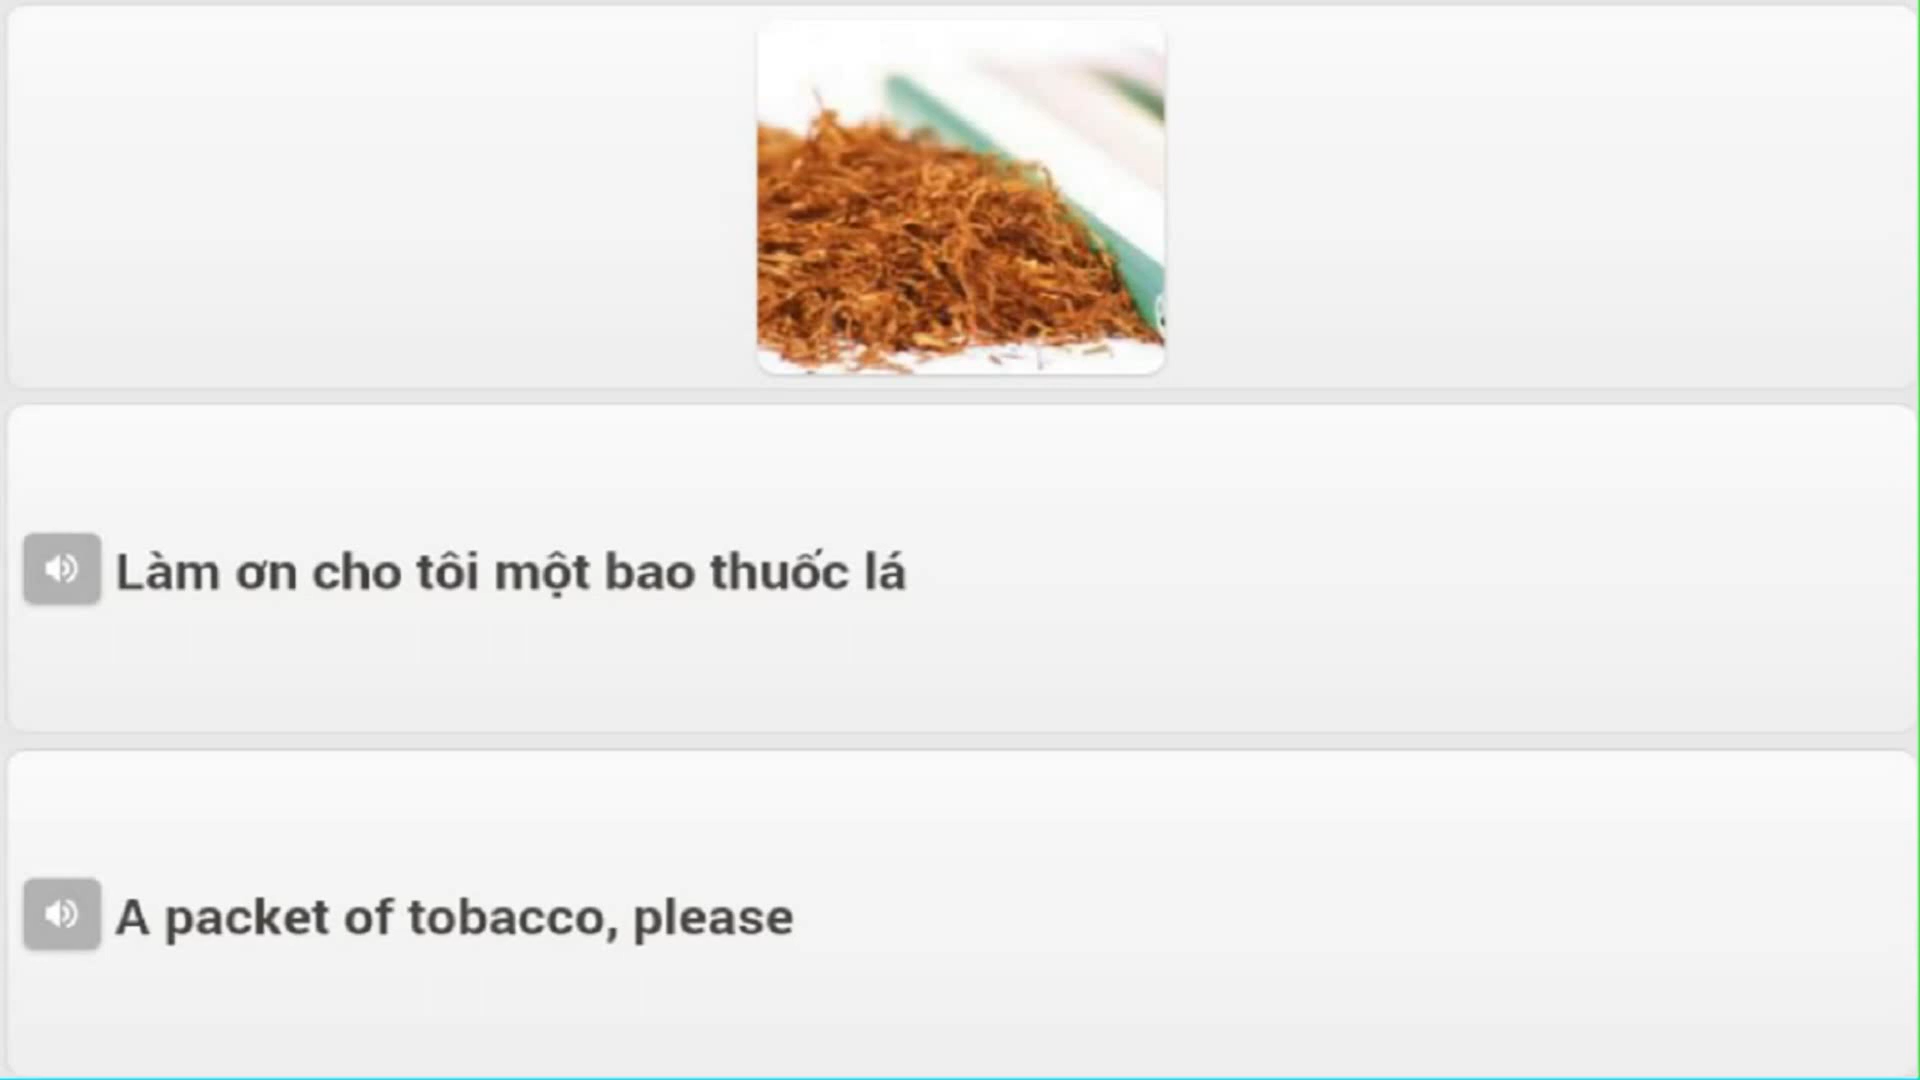 Làm ơn cho tôi một bao thuốc lá
A packet of tobacco, please